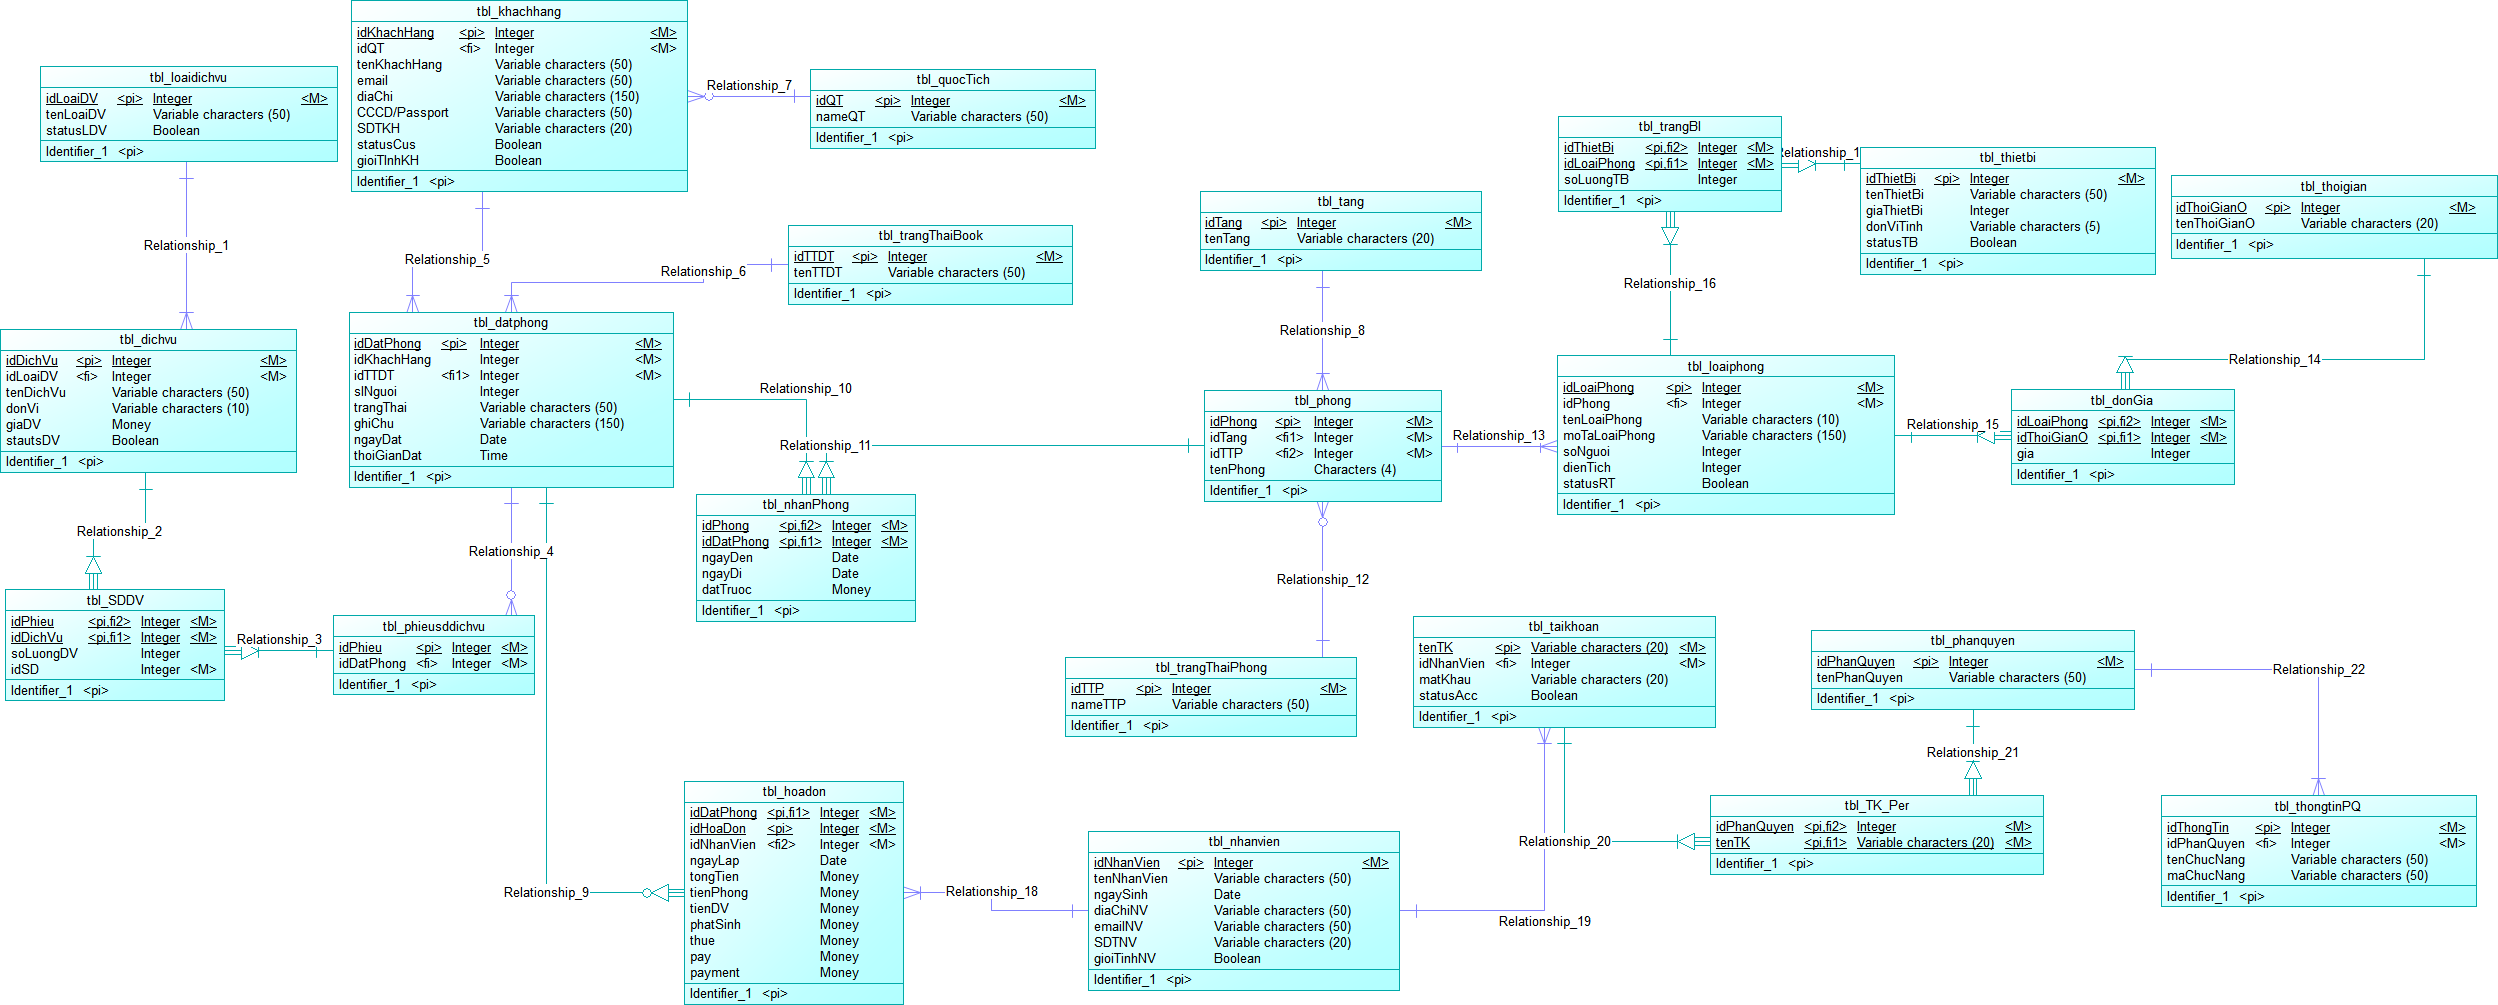 tbl_khachhang
idKhachHang <pi> Integer <M>
idQT <fi> Integer <M>
tenKhachHang Variable characters (50)
email Variable characters (50)
diaChi Variable characters (150)
CCCD/Passport Variable characters (50)
SDTKH Variable characters (20)
statusCus Boolean
gioiTInhKH Boolean
Identifier_1 <pi>
tbl_loaidichvu
idLoaiDV <pi> Integer <M>
tenLoaiDV Variable characters (50)
statusLDV Boolean
Identifier_1 <pi>
Relationship_7
tbl_quocTich
idQT <pi> Integer <M>
nameQT Variable characters (50)
Identifier_1 <pi>
tbl_trangBI
idThietBi <pi,fi2> Integer <M>
idLoaiPhong <pi,fi1> Integer <M>
soLuongTB Integer
Identifier_1 <pi>
Relationship_1
tbl_thietbi
idThietBi <pi> Integer <M>
tenThietBi Variable characters (50)
giaThietBi Integer
donViTinh Variable characters (5)
statusTB Boolean
Identifier_1 <pi>
tbl_thoigian
idThoiGianO <pi> Integer <M>
tenThoiGianO Variable characters (20)
Identifier_1 <pi>
tbl_tang
idTang <pi> Integer <M>
tenTang Variable characters (20)
Identifier_1 <pi>
Relationship_1
Relationship_5
Relationship_6
tbl_trangThaiBook
idTTDT <pi> Integer <M>
tenTTDT Variable characters (50)
Identifier_1 <pi>
Relationship_16
Relationship_8
Relationship_14
tbl_dichvu
idDichVu <pi> Integer <M>
idLoaiDV <fi> Integer <M>
tenDichVu Variable characters (50)
donVi Variable characters (10)
giaDV Money
stautsDV Boolean
Identifier_1 <pi>
tbl_datphong
idDatPhong <pi> Integer <M>
idKhachHang Integer <M>
idTTDT <fi1> Integer <M>
slNguoi Integer
trangThai Variable characters (50)
ghiChu Variable characters (150)
ngayDat Date
thoiGianDat Time
Identifier_1 <pi>
Relationship_10
Relationship_11
tbl_phong
idPhong <pi> Integer <M>
idTang <fi1> Integer <M>
idTTP <fi2> Integer <M>
tenPhong Characters (4)
Identifier_1 <pi>
Relationship_13
tbl_loaiphong
idLoaiPhong <pi> Integer <M>
idPhong <fi> Integer <M>
tenLoaiPhong Variable characters (10)
moTaLoaiPhong Variable characters (150)
soNguoi Integer
dienTich Integer
statusRT Boolean
Identifier_1 <pi>
Relationship_15
tbl_donGia
idLoaiPhong <pi,fi2> Integer <M>
idThoiGianO <pi,fi1> Integer <M>
gia Integer
Identifier_1 <pi>
tbl_nhanPhong
idPhong <pi,fi2> Integer <M>
idDatPhong <pi,fi1> Integer <M>
ngayDen Date
ngayDi Date
datTruoc Money
Identifier_1 <pi>
Relationship_2
Relationship_4
Relationship_12
tbl_SDDV
idPhieu <pi,fi2> Integer <M>
idDichVu <pi,fi1> Integer <M>
soLuongDV Integer
idSD Integer <M>
Identifier_1 <pi>
Relationship_3
tbl_phieusddichvu
idPhieu <pi> Integer <M>
idDatPhong <fi> Integer <M>
Identifier_1 <pi>
tbl_trangThaiPhong
idTTP <pi> Integer <M>
nameTTP Variable characters (50)
Identifier_1 <pi>
tbl_taikhoan
tenTK <pi> Variable characters (20) <M>
idNhanVien <fi> Integer <M>
matKhau Variable characters (20)
statusAcc Boolean
Identifier_1 <pi>
tbl_phanquyen
idPhanQuyen <pi> Integer <M>
tenPhanQuyen Variable characters (50)
Identifier_1 <pi>
Relationship_22
Relationship_21
tbl_hoadon
idDatPhong <pi,fi1> Integer <M>
idHoaDon <pi> Integer <M>
idNhanVien <fi2> Integer <M>
ngayLap Date
tongTien Money
tienPhong Money
tienDV Money
phatSinh Money
thue Money
pay Money
payment Money
Identifier_1 <pi>
Relationship_9
Relationship_18
tbl_nhanvien
idNhanVien <pi> Integer <M>
tenNhanVien Variable characters (50)
ngaySinh Date
diaChiNV Variable characters (50)
emailNV Variable characters (50)
SDTNV Variable characters (20)
gioiTinhNV Boolean
Identifier_1 <pi>
Relationship_20
Relationship_19
tbl_TK_Per
idPhanQuyen <pi,fi2> Integer <M>
tenTK <pi,fi1> Variable characters (20) <M>
Identifier_1 <pi>
tbl_thongtinPQ
idThongTin <pi> Integer <M>
idPhanQuyen <fi> Integer <M>
tenChucNang Variable characters (50)
maChucNang Variable characters (50)
Identifier_1 <pi>